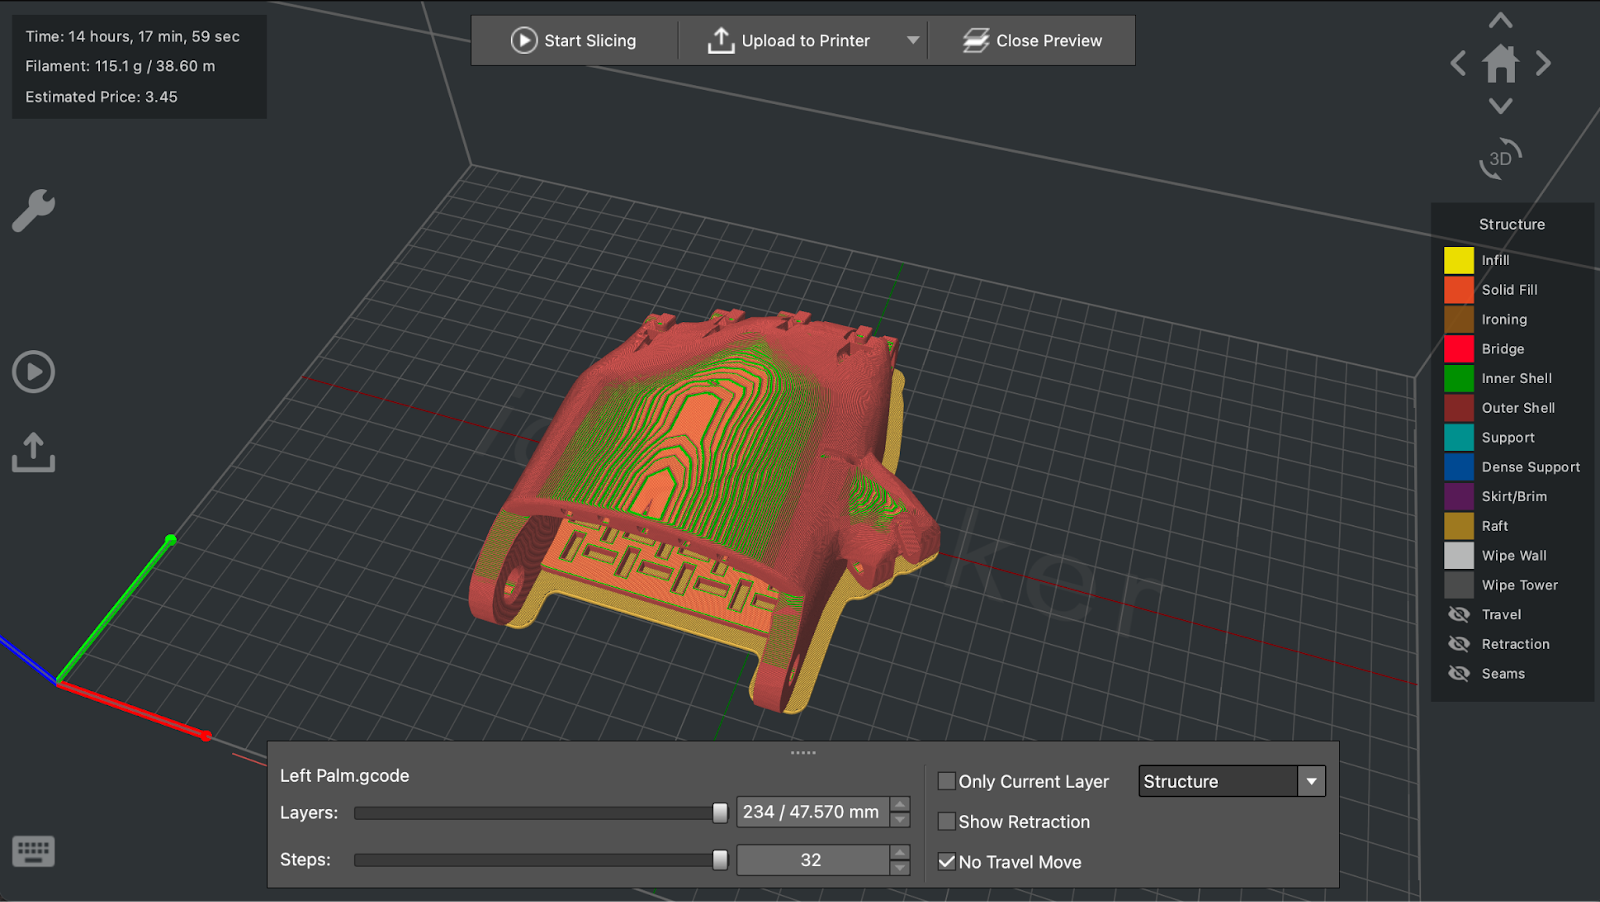 Time: 14 hours, 17 min, 59 sec
Filament: 115.1 g / 38.60 m
Estimated Price: 3.45
Start Slicing
Upload to Printer
Close Preview
3D
Structure
Infill
Solid Fill
Ironing
Bridge
Inner Shell
Outer Shell
Support
Dense Support
Skirt/Brim
Raft
Wipe Wall
Wipe Tower
Travel
Retraction
Seams
Left Palm.gcode
Layers:
234 / 47.570 mm
Steps:
32
Only Current Layer
Structure
Show Retraction
No Travel Move